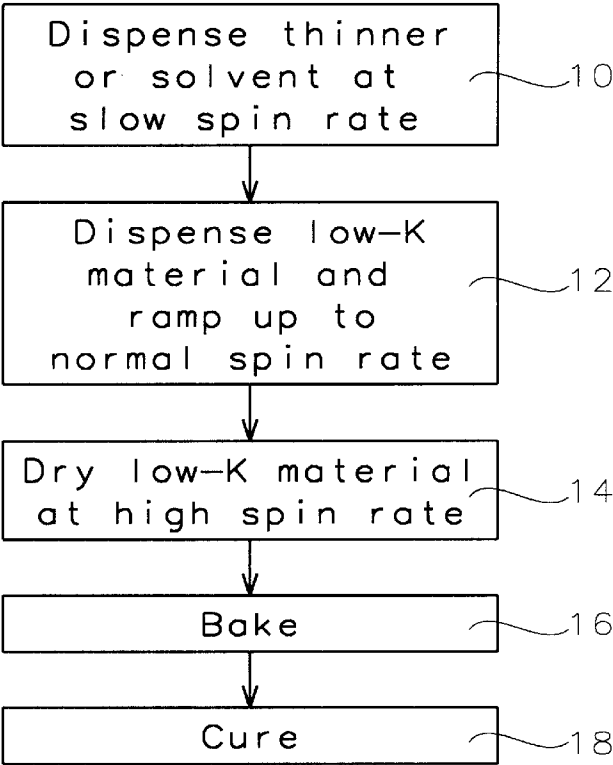 Dispense thinner
or solvent at
slow spin rate
10
Dispense low-K
material and
ramp up to
normal spin rate
12
Dry low-K material
at high spin rate
14
Bake
16
Cure
18